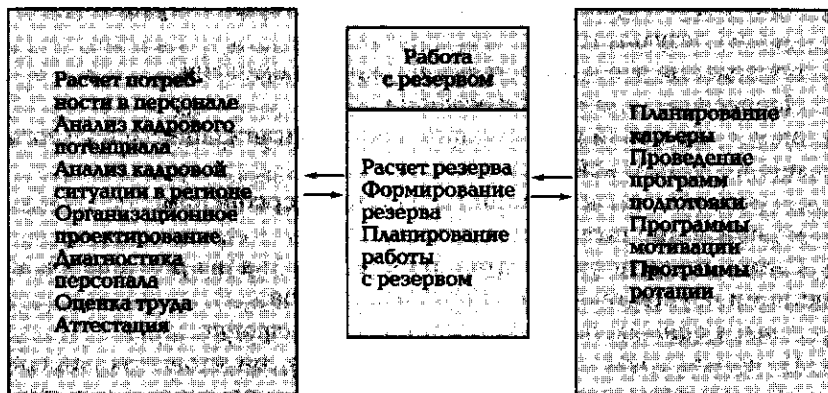 Расчет потреб-
ности в персонале
Анализ кадрового
потенциала
Анализ кадровой
ситуации в регионе
Организационное
проектирование
Диагностика
персонала
Оценка труда
Аттестация
Работа
с резервом
Расчет резерва
Формирование
резерва
Планирование
работы
с резервом
Планирование
карьеры
Проведение
программ
подготовки
Программы
мотивации
Программы
ротации